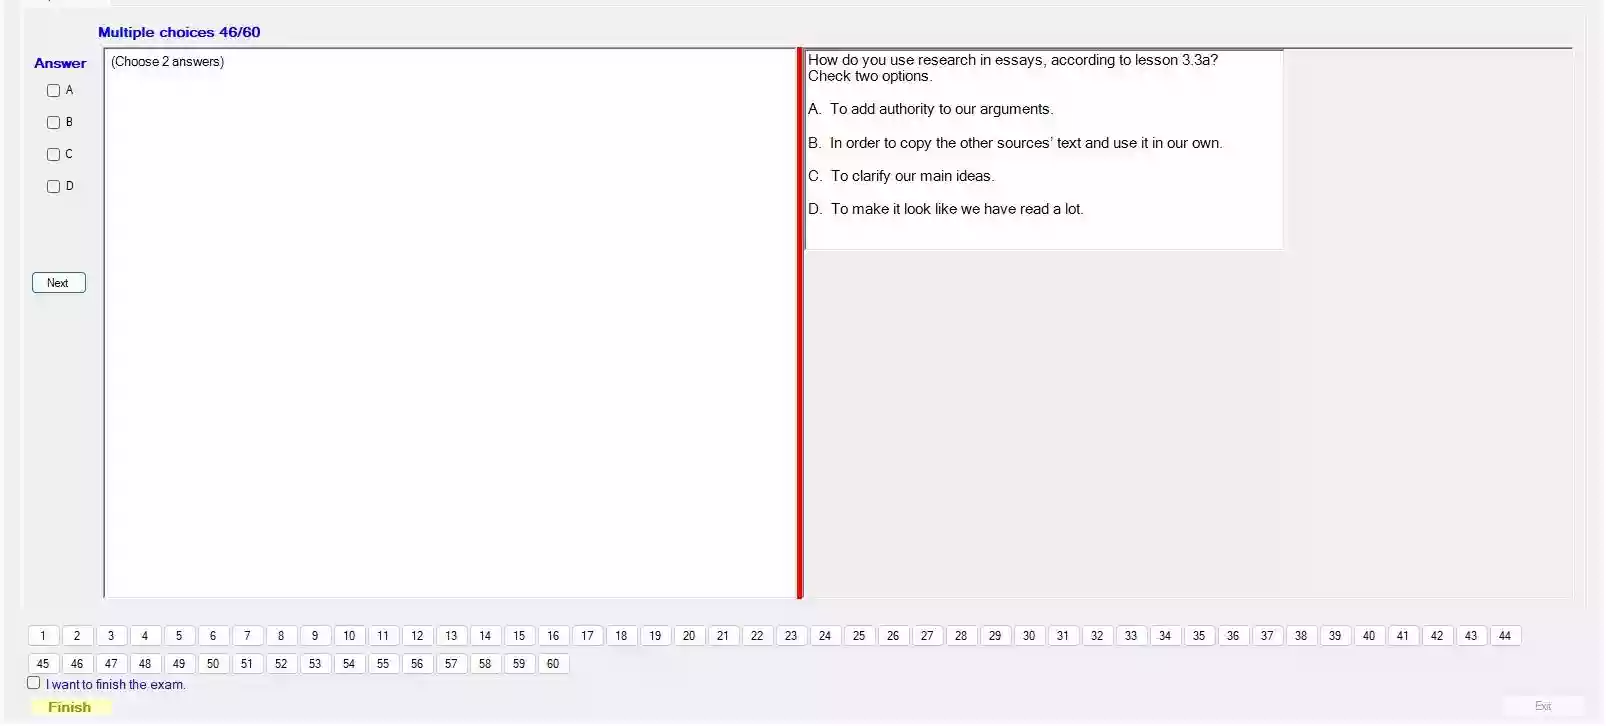 Multiple choices 46/60
Answer
(Choose 2 answers)
A
B
C
D
Next
How do you use research in essays, according to lesson 3.3a?
Check two options.
A. To add authority to our arguments.
B. In order to copy the other sources' text and use it in our own.
C. To clarify our main ideas.
D. To make it look like we have read a lot.
1 2 3 4 5 6 7 8 9 10 11 12 13 14 15 16 17 18 19 20 21 22 23 24 25 26 27 28 29 30 31 32 33 34 35 36 37 38 39 40 41 42 43 44
45 46 47 48 49 50 51 52 53 54 55 56 57 58 59 60
I want to finish the exam.
Finish
Exit